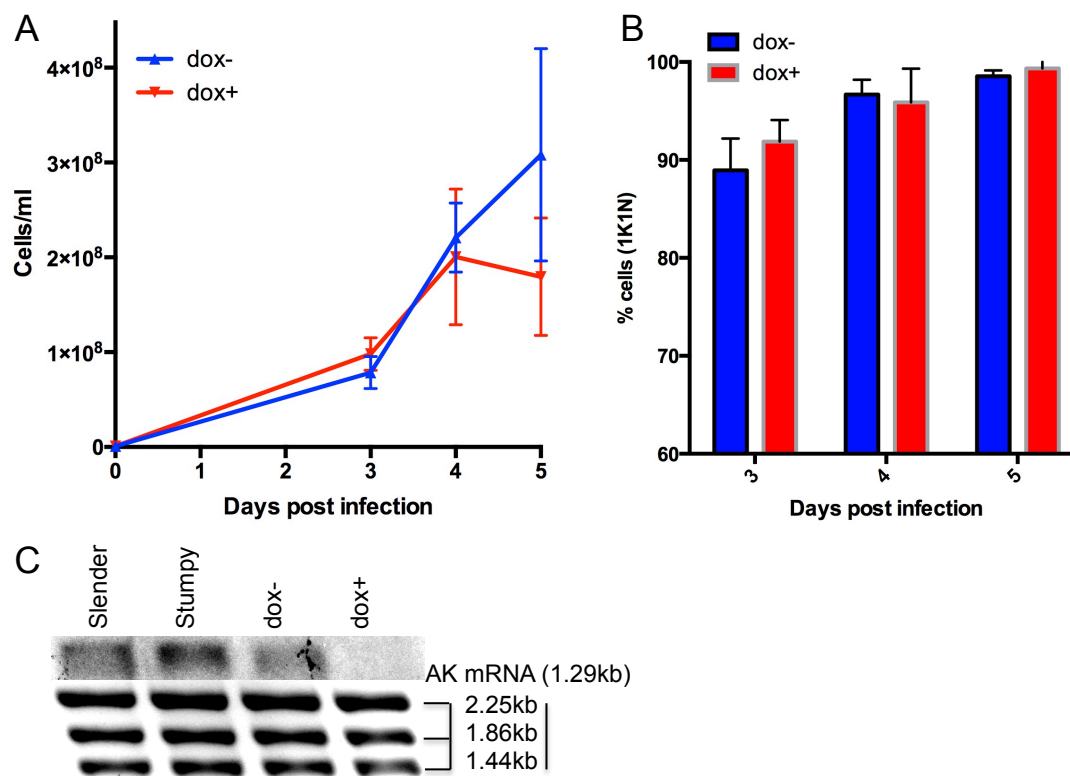 A
dox-
dox+
4×10⁸
3×10⁸
2×10⁸
1×10⁸
0
Cells/ml
0 1 2 3 4 5
Days post infection
B
dox-
dox+
100
90
80
70
60
% cells (1K1N)
3 4 5
Days post infection
C
Slender Stumpy dox- dox+
AK mRNA (1.29kb)
2.25kb
1.86kb
1.44kb